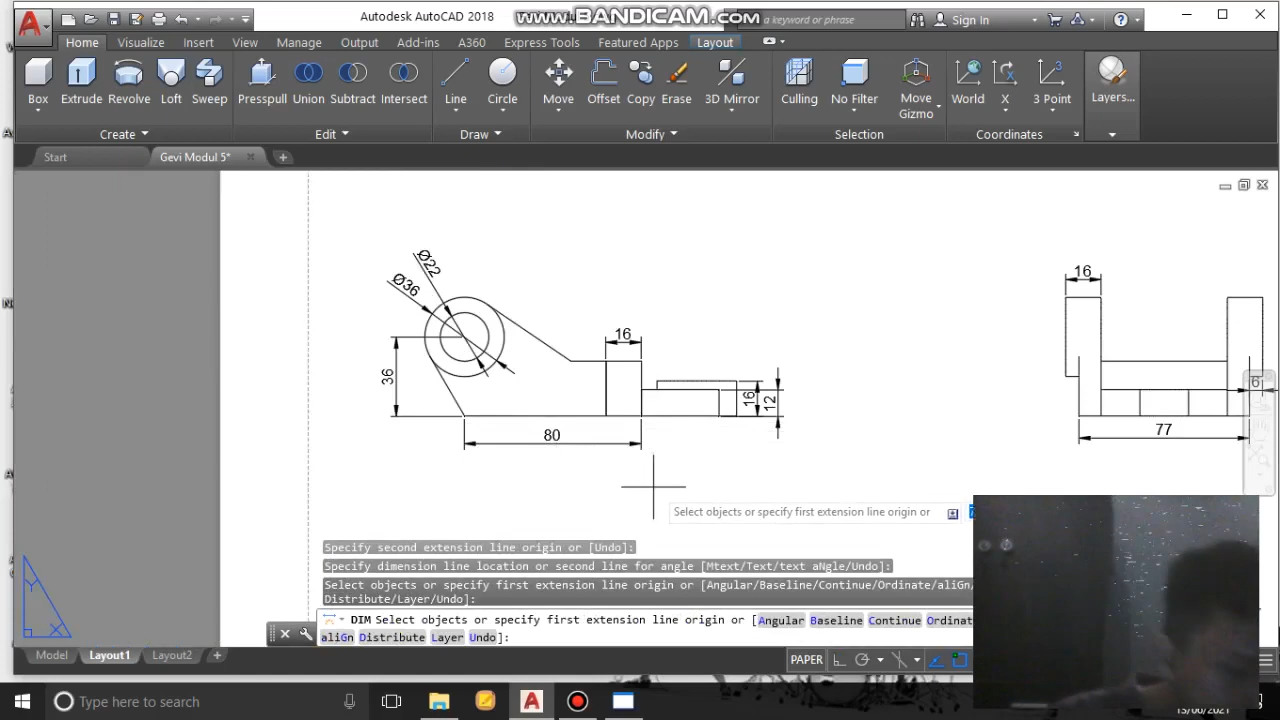 Autodesk AutoCAD 2018
www.BANDICAM.com
a keyword or phrase
Sign In
Home Visualize Insert View Manage Output Add-ins A360 Express Tools Featured Apps Layout
Box Extrude Revolve Loft Sweep Presspull Union Subtract Intersect Line Circle Move Offset Copy Erase 3D Mirror Culling No Filter Move Gizmo World X 3 Point Layers...
Create Edit Draw Modify Selection Coordinates
Start Gevi Modul 5*
Ø22
Ø36
16
36
16
12
80
16
6
77
Select objects or specify first extension line origin or
Specify second extension line origin or [Undo]:
Specify dimension line location or second line for angle [Mtext/Text/text aNgle/Undo]:
Select objects or specify first extension line origin or [Angular/Baseline/Continue/Ordinate/aliGn/
Distribute/Layer/Undo]:
DIM Select objects or specify first extension line origin or [Angular Baseline Continue
aliGn Distribute Layer Undo]:
Y
X
Model Layout1 Layout2 +
PAPER
Type here to search